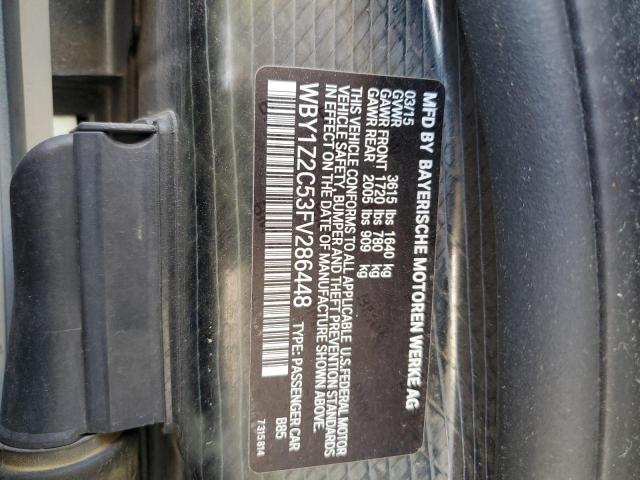 MFD BY BAYERISCHE MOTOREN WERKE AG
03/15
GVWR 3615 lbs 1640 kg
GAWR FRONT 1720 lbs 780 kg
GAWR REAR 2005 lbs 909 kg
THIS VEHICLE CONFORMS TO ALL APPLICABLE U.S.FEDERAL MOTOR
VEHICLE SAFETY, BUMPER AND THEFT PREVENTION STANDARDS
IN EFFECT ON THE DATE OF MANUFACTURE SHOWN ABOVE.
WBY1Z2C53FV286448 TYPE: PASSENGER CAR
B85
7315814